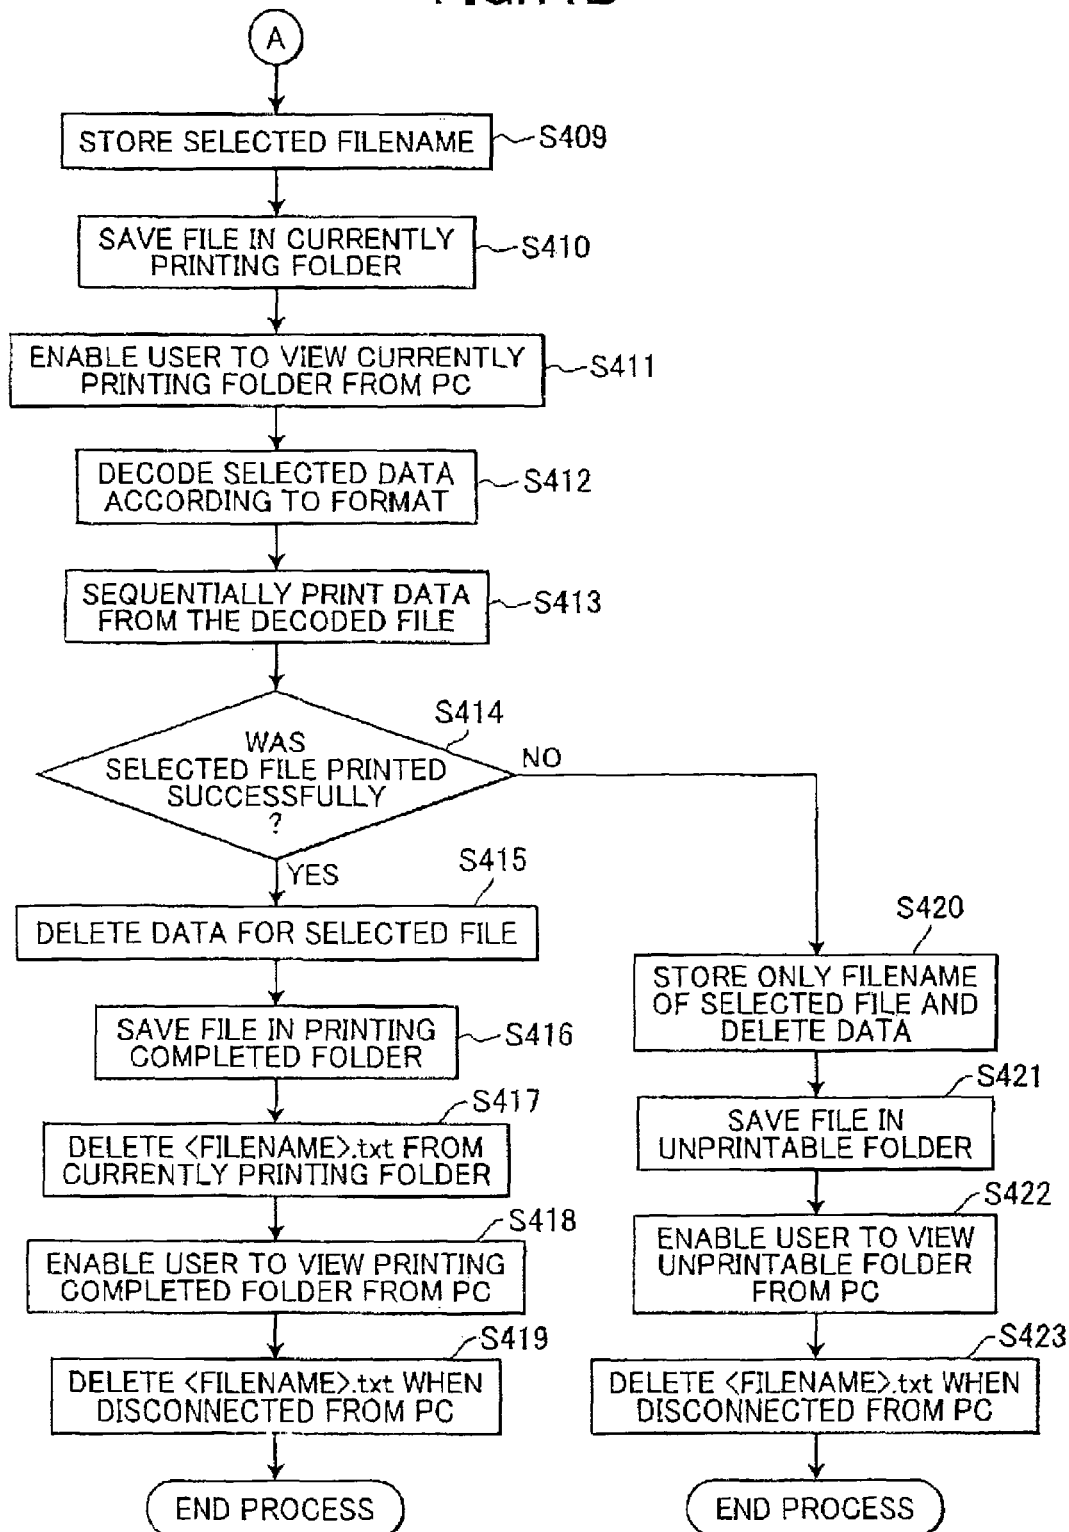 A
STORE SELECTED FILENAME
S409
SAVE FILE IN CURRENTLY
PRINTING FOLDER
S410
ENABLE USER TO VIEW CURRENTLY
PRINTING FOLDER FROM PC
S411
DECODE SELECTED DATA
ACCORDING TO FORMAT
S412
SEQUENTIALLY PRINT DATA
FROM THE DECODED FILE
S413
S414
WAS
SELECTED FILE PRINTED
SUCCESSFULLY
?
NO
YES
S415
DELETE DATA FOR SELECTED FILE
SAVE FILE IN PRINTING
COMPLETED FOLDER
S416
S417
DELETE <FILENAME>.txt FROM
CURRENTLY PRINTING FOLDER
S418
ENABLE USER TO VIEW PRINTING
COMPLETED FOLDER FROM PC
S419
DELETE <FILENAME>.txt WHEN
DISCONNECTED FROM PC
END PROCESS
S420
STORE ONLY FILENAME
OF SELECTED FILE AND
DELETE DATA
S421
SAVE FILE IN
UNPRINTABLE FOLDER
S422
ENABLE USER TO VIEW
UNPRINTABLE FOLDER
FROM PC
S423
DELETE <FILENAME>.txt WHEN
DISCONNECTED FROM PC
END PROCESS